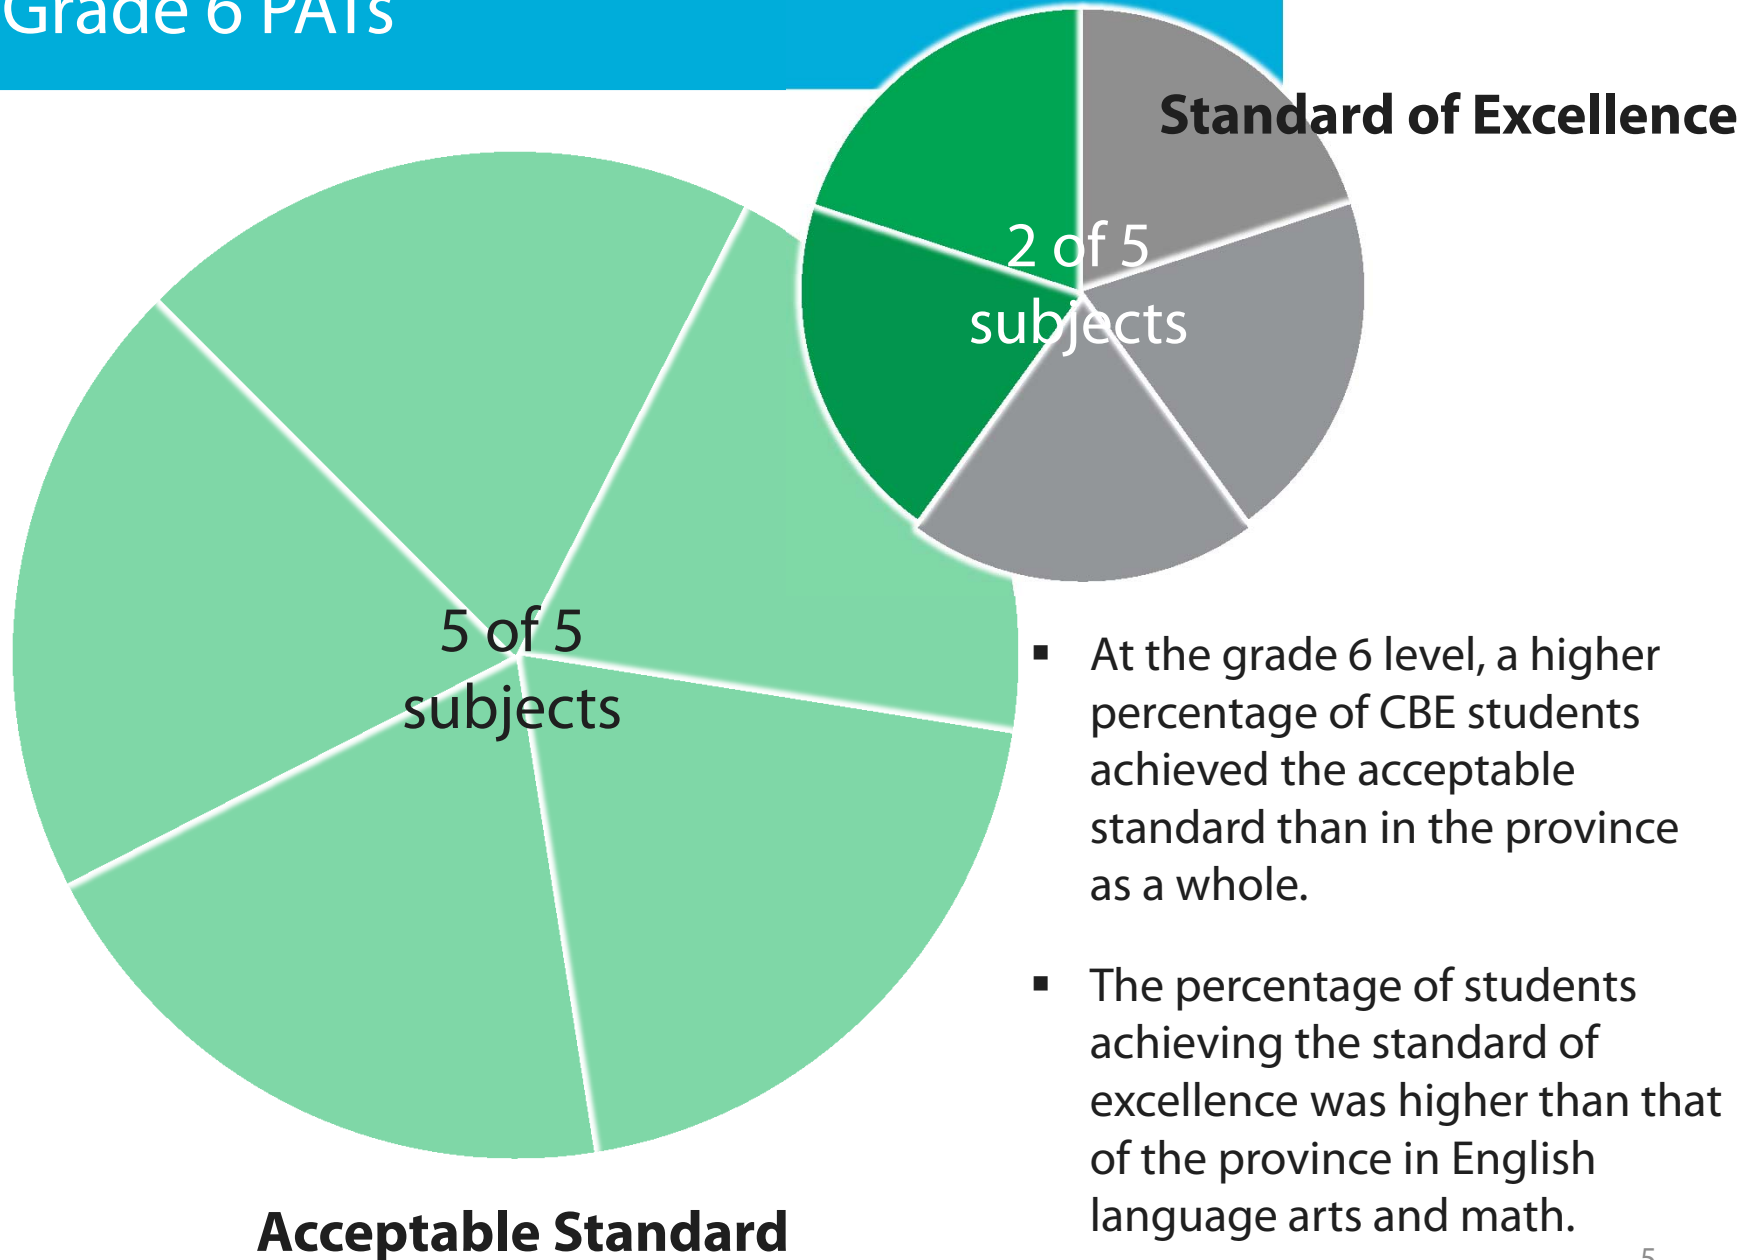 Grade 6 PATs
Standard of Excellence
2 of 5
subjects
5 of 5
subjects
▪ At the grade 6 level, a higher
percentage of CBE students
achieved the acceptable
standard than in the province
as a whole.
▪ The percentage of students
achieving the standard of
excellence was higher than that
of the province in English
language arts and math.
Acceptable Standard
5